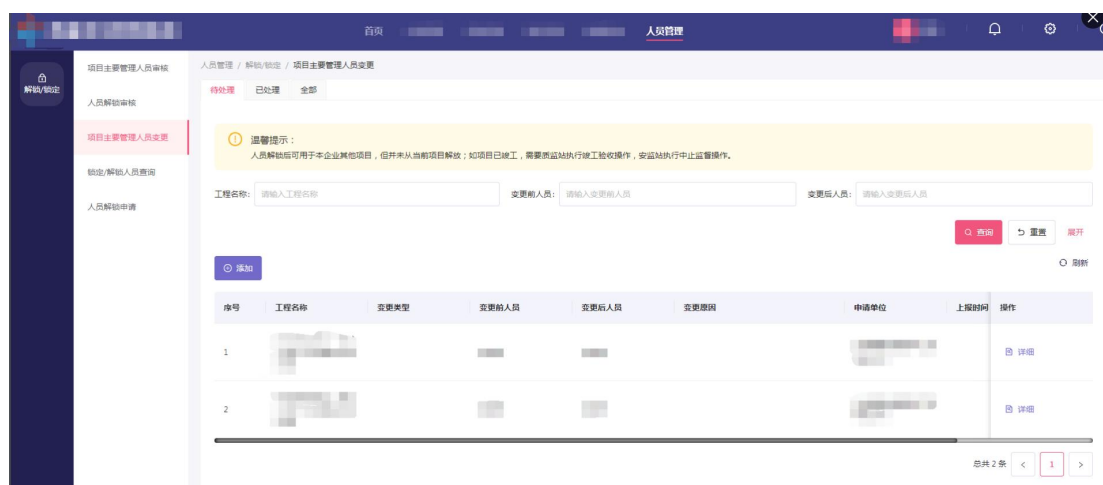 首页
人员管理
解锁/锁定
项目主要管理人员审核
人员解锁审核
项目主要管理人员变更
锁定/解锁人员查询
人员解锁申请
人员管理 / 解锁/锁定 / 项目主要管理人员变更
待处理 已处理 全部
温馨提示：
人员解锁后可用于本企业其他项目，但并未从当前项目解放；如项目已竣工，需要质监站执行竣工验收操作，安监站执行中止监督操作。
工程名称: 请输入工程名称 变更前人员: 请输入变更前人员 变更后人员: 请输入变更后人员
查询 重置 展开
添加 刷新
序号 工程名称 变更类型 变更前人员 变更后人员 变更原因 申请单位 上报时间 操作
1 详细
2 详细
总共 2 条 < 1 >